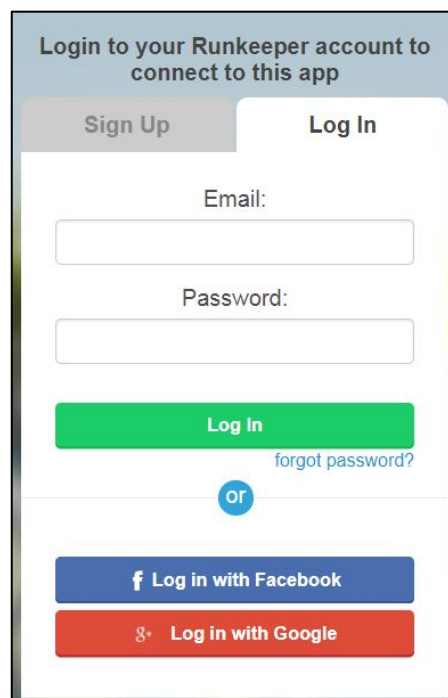 Login to your Runkeeper account to
connect to this app
Sign Up
Log In
Email:
Password:
Log In
forgot password?
or
f Log in with Facebook
8+ Log in with Google